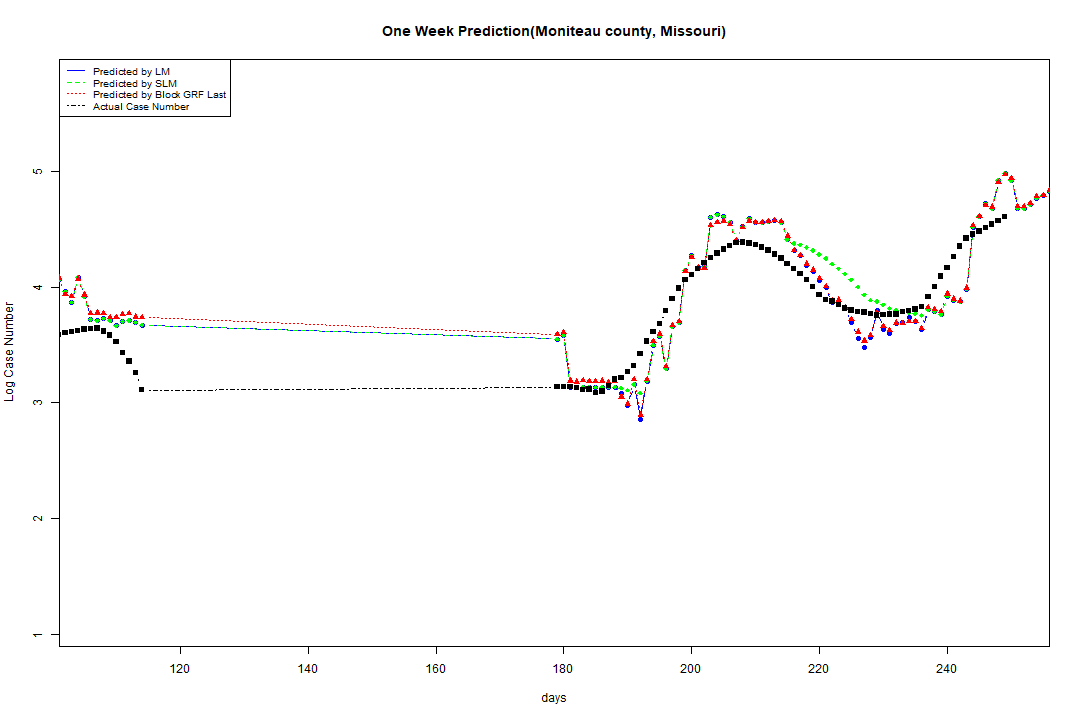 One Week Prediction(Moniteau county, Missouri)
Predicted by LM
Predicted by SLM
Predicted by Block GRF Last
Actual Case Number
Log Case Number
5
4
3
2
1
120 140 160 180 200 220 240
days